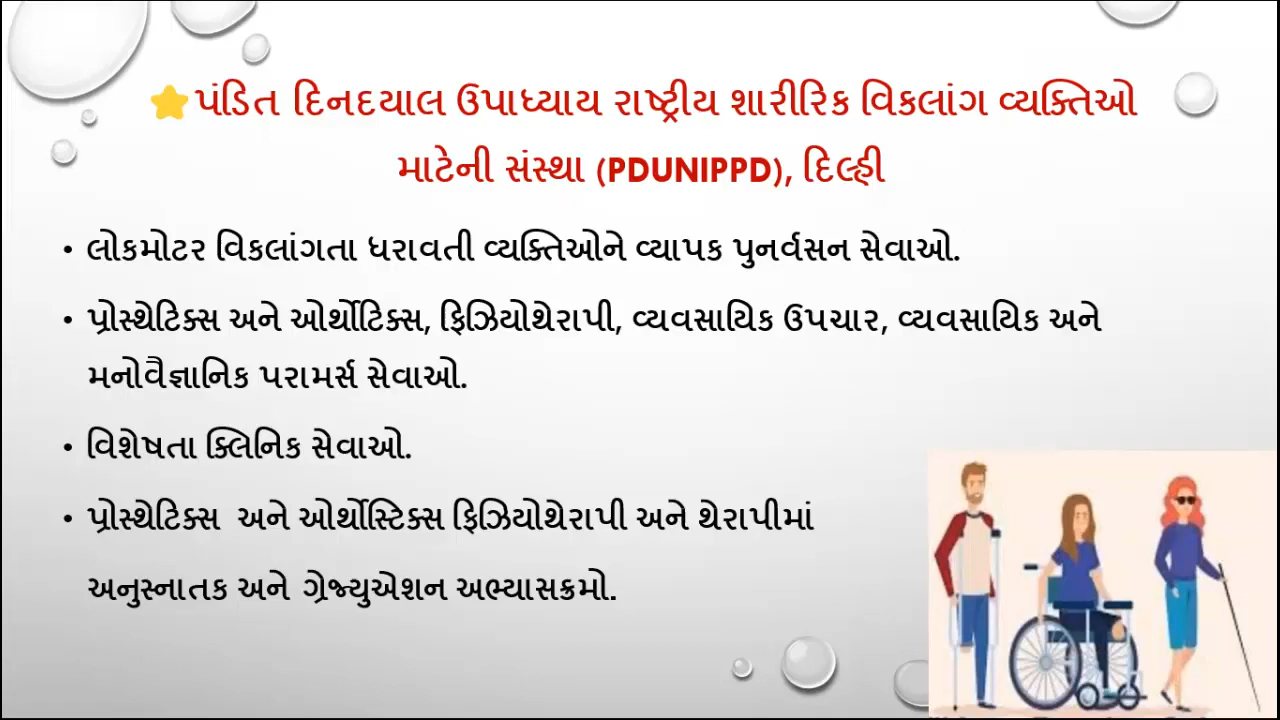 પંડિત દિનદયાલ ઉપાધ્યાય રાષ્ટ્રીય શારીરિક વિકલાંગ વ્યક્તિઓ
માટેની સંસ્થા (PDUNIPPD), દિલ્હી
• લોકમોટર વિકલાંગતા ધરાવતી વ્યક્તિઓને વ્યાપક પુનર્વસન સેવાઓ.
• પ્રોસ્થેટિક્સ અને ઓર્થોટિક્સ, ફિઝિયોથેરાપી, વ્યવસાયિક ઉપચાર, વ્યવસાયિક અને
મનોવૈજ્ઞાનિક પરામર્સ સેવાઓ.
• વિશેષતા ક્લિનિક સેવાઓ.
• પ્રોસ્થેટિક્સ અને ઓર્થોસ્ટિક્સ ફિઝિયોથેરાપી અને થેરાપીમાં
અનુસ્નાતક અને ગ્રેજ્યુએશન અભ્યાસક્રમો.